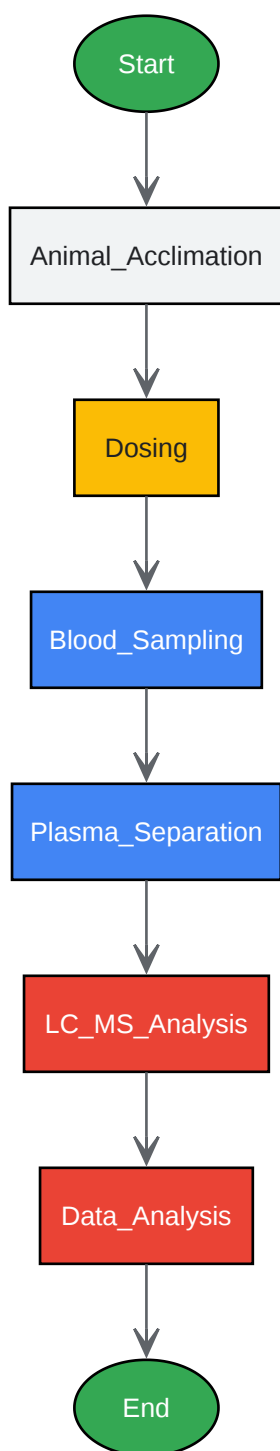 Start
Animal_Acclimation
Dosing
Blood_Sampling
Plasma_Separation
LC_MS_Analysis
Data_Analysis
End